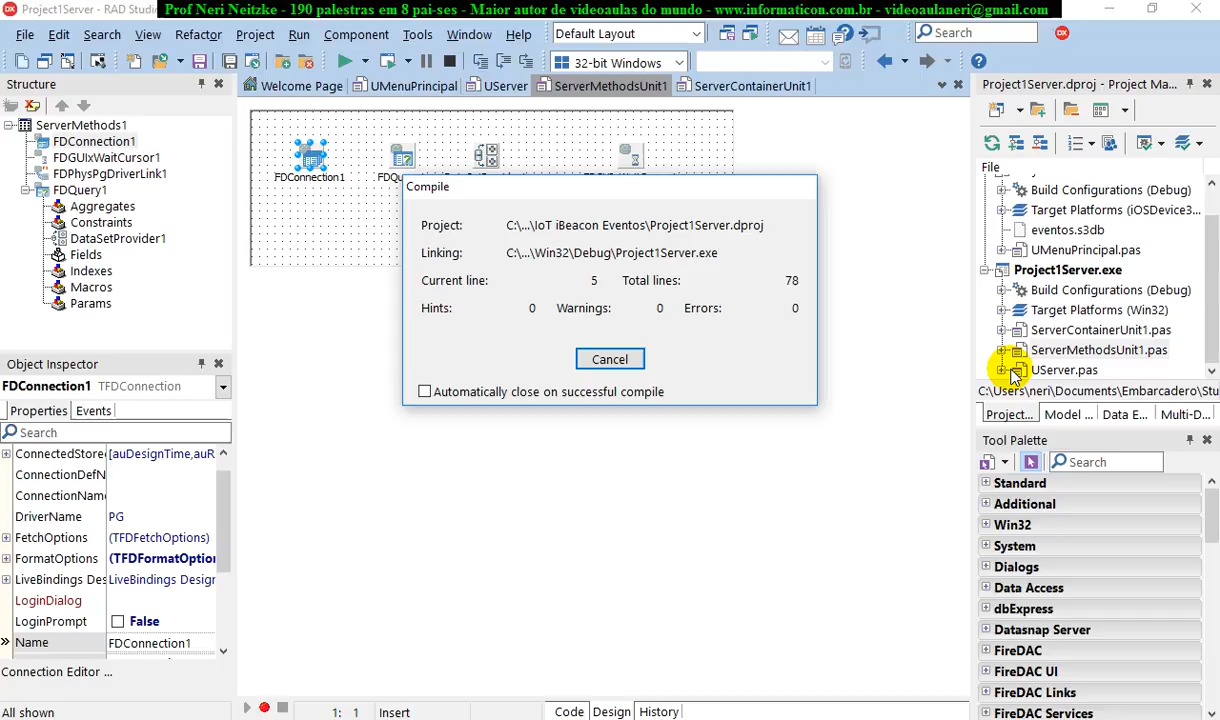 Project1Server - RAD Studio
Prof Neri Neitzke - 190 palestras em 8 pai-ses - Maior autor de videoaulas do mundo - www.informaticon.com.br - videoaulaneri@gmail.com
File Edit Search View Refactor Project Run Component Tools Window Help
Default Layout
Search
32-bit Windows
Structure
Welcome Page UMenuPrincipal UServer ServerMethodsUnit1 ServerContainerUnit1
Project1Server.dproj - Project Ma...
ServerMethods1
FDConnection1
FDGUIxWaitCursor1
FDPhysPgDriverLink1
FDQuery1
Aggregates
Constraints
DataSetProvider1
Fields
Indexes
Macros
Params
FDConnection1
Compile
Project: C:\...\IoT iBeacon Eventos\Project1Server.dproj
Linking: C:\...\Win32\Debug\Project1Server.exe
Current line: 5 Total lines: 78
Hints: 0 Warnings: 0 Errors: 0
Cancel
Automatically close on successful compile
File
Build Configurations (Debug)
Target Platforms (iOSDevice3...
eventos.s3db
UMenuPrincipal.pas
Project1Server.exe
Build Configurations (Debug)
Target Platforms (Win32)
ServerContainerUnit1.pas
ServerMethodsUnit1.pas
UServer.pas
C:\Users\neri\Documents\Embarcadero\Stu
Project... Model ... Data E... Multi-D...
Object Inspector
FDConnection1 TFDConnection
Properties Events
Search
ConnectedStore [auDesignTime,auR
ConnectionDefN
ConnectionName
DriverName PG
FetchOptions (TFDFetchOptions)
FormatOptions (TFDFormatOption
LiveBindings Des LiveBindings Design
LoginDialog
LoginPrompt False
Name FDConnection1
Connection Editor ...
All shown
1: 1 Insert
Code Design History
Tool Palette
Search
Standard
Additional
Win32
System
Dialogs
Data Access
dbExpress
Datasnap Server
FireDAC
FireDAC UI
FireDAC Links
FireDAC Services